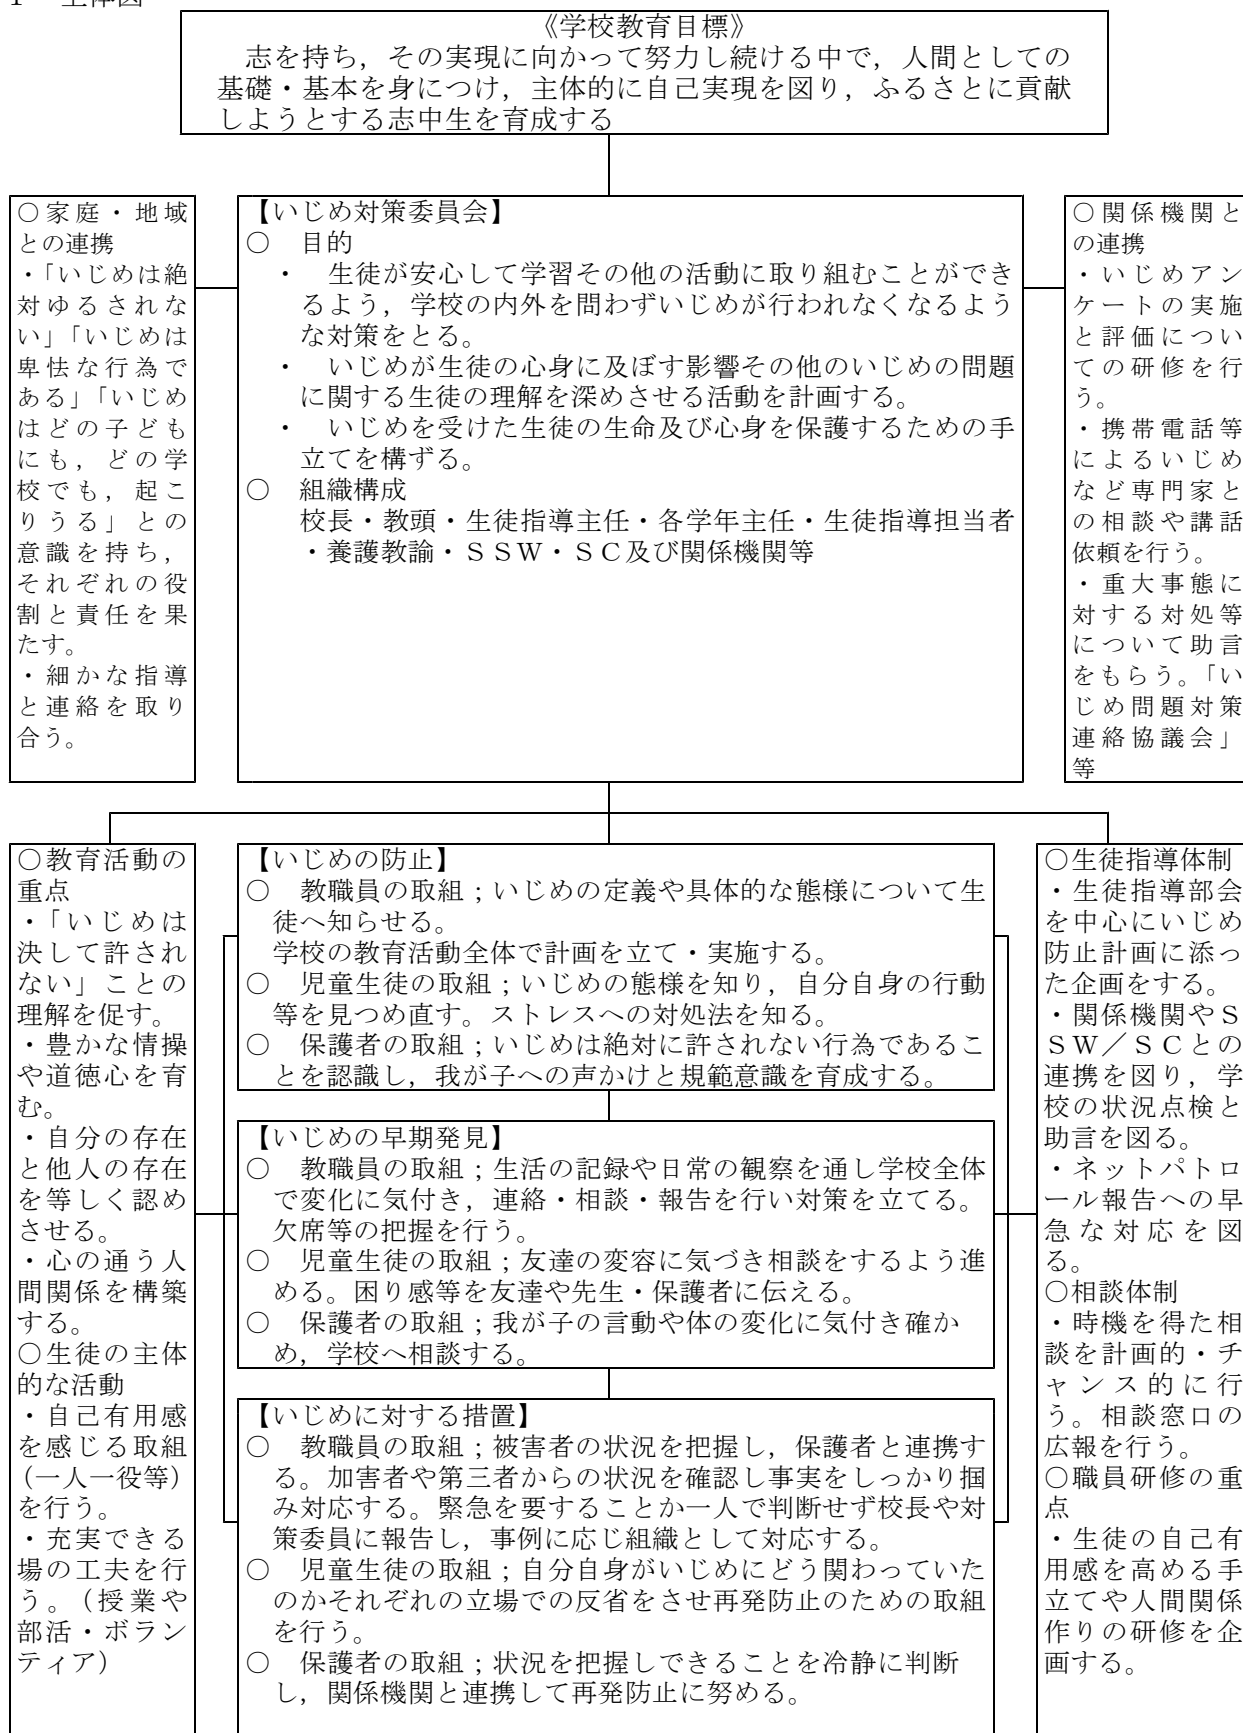 《学校教育目標》
志を持ち，その実現に向かって努力し続ける中で，人間としての
基礎・基本を身につけ，主体的に自己実現を図り，ふるさとに貢献
しようとする志中生を育成する
○家庭・地域
との連携
・「いじめは絶
対ゆるされな
い」「いじめは
卑怯な行為で
ある」「いじめ
はどの子ども
にも，どの学
校でも，起こ
りうる」との
意識を持ち，
それぞれの役
割と責任を果
たす。
・細かな指導
と連絡を取り
合う。
【いじめ対策委員会】
○　目的
・　生徒が安心して学習その他の活動に取り組むことができ
るよう，学校の内外を問わずいじめが行われなくなるよう
な対策をとる。
・　いじめが生徒の心身に及ぼす影響その他のいじめの問題
に関する生徒の理解を深めさせる活動を計画する。
・　いじめを受けた生徒の生命及び心身を保護するための手
立てを構ずる。
○　組織構成
校長・教頭・生徒指導主任・各学年主任・生徒指導担当者
・養護教諭・ＳＳＷ・ＳＣ及び関係機関等
○関係機関と
の連携
・いじめアン
ケートの実施
と評価につい
ての研修を行
う。
・携帯電話等
によるいじめ
など専門家と
の相談や講話
依頼を行う。
・重大事態に
対する対処等
について助言
をもらう。「い
じめ問題対策
連絡協議会」
等
○教育活動の
重点
・「いじめは
決して許され
ない」ことの
理解を促す。
・豊かな情操
や道徳心を育
む。
・自分の存在
と他人の存在
を等しく認め
させる。
・心の通う人
間関係を構築
する。
○生徒の主体
的な活動
・自己有用感
を感じる取組
（一人一役等）
を行う。
・充実できる
場の工夫を行
う。（授業や
部活・ボラン
ティア）
【いじめの防止】
○　教職員の取組；いじめの定義や具体的な態様について生
徒へ知らせる。
学校の教育活動全体で計画を立て・実施する。
○　児童生徒の取組；いじめの態様を知り，自分自身の行動
等を見つめ直す。ストレスへの対処法を知る。
○　保護者の取組；いじめは絶対に許されない行為であるこ
とを認識し，我が子への声かけと規範意識を育成する。
【いじめの早期発見】
○　教職員の取組；生活の記録や日常の観察を通し学校全体
で変化に気付き，連絡・相談・報告を行い対策を立てる。
欠席等の把握を行う。
○　児童生徒の取組；友達の変容に気づき相談をするよう進
める。困り感等を友達や先生・保護者に伝える。
○　保護者の取組；我が子の言動や体の変化に気付き確か
め，学校へ相談する。
【いじめに対する措置】
○　教職員の取組；被害者の状況を把握し，保護者と連携す
る。加害者や第三者からの状況を確認し事実をしっかり掴
み対応する。緊急を要することか一人で判断せず校長や対
策委員に報告し，事例に応じ組織として対応する。
○　児童生徒の取組；自分自身がいじめにどう関わっていた
のかそれぞれの立場での反省をさせ再発防止のための取組
を行う。
○　保護者の取組；状況を把握しできることを冷静に判断
し，関係機関と連携して再発防止に努める。
○生徒指導体制
・生徒指導部会
を中心にいじめ
防止計画に添っ
た企画をする。
・関係機関やＳ
ＳＷ／ＳＣとの
連携を図り，学
校の状況点検と
助言を図る。
・ネットパトロ
ール報告への早
急な対応を図
る。
○相談体制
・時機を得た相
談を計画的・チ
ャンス的に行
う。相談窓口の
広報を行う。
○職員研修の重
点
・生徒の自己有
用感を高める手
立てや人間関係
作りの研修を企
画する。